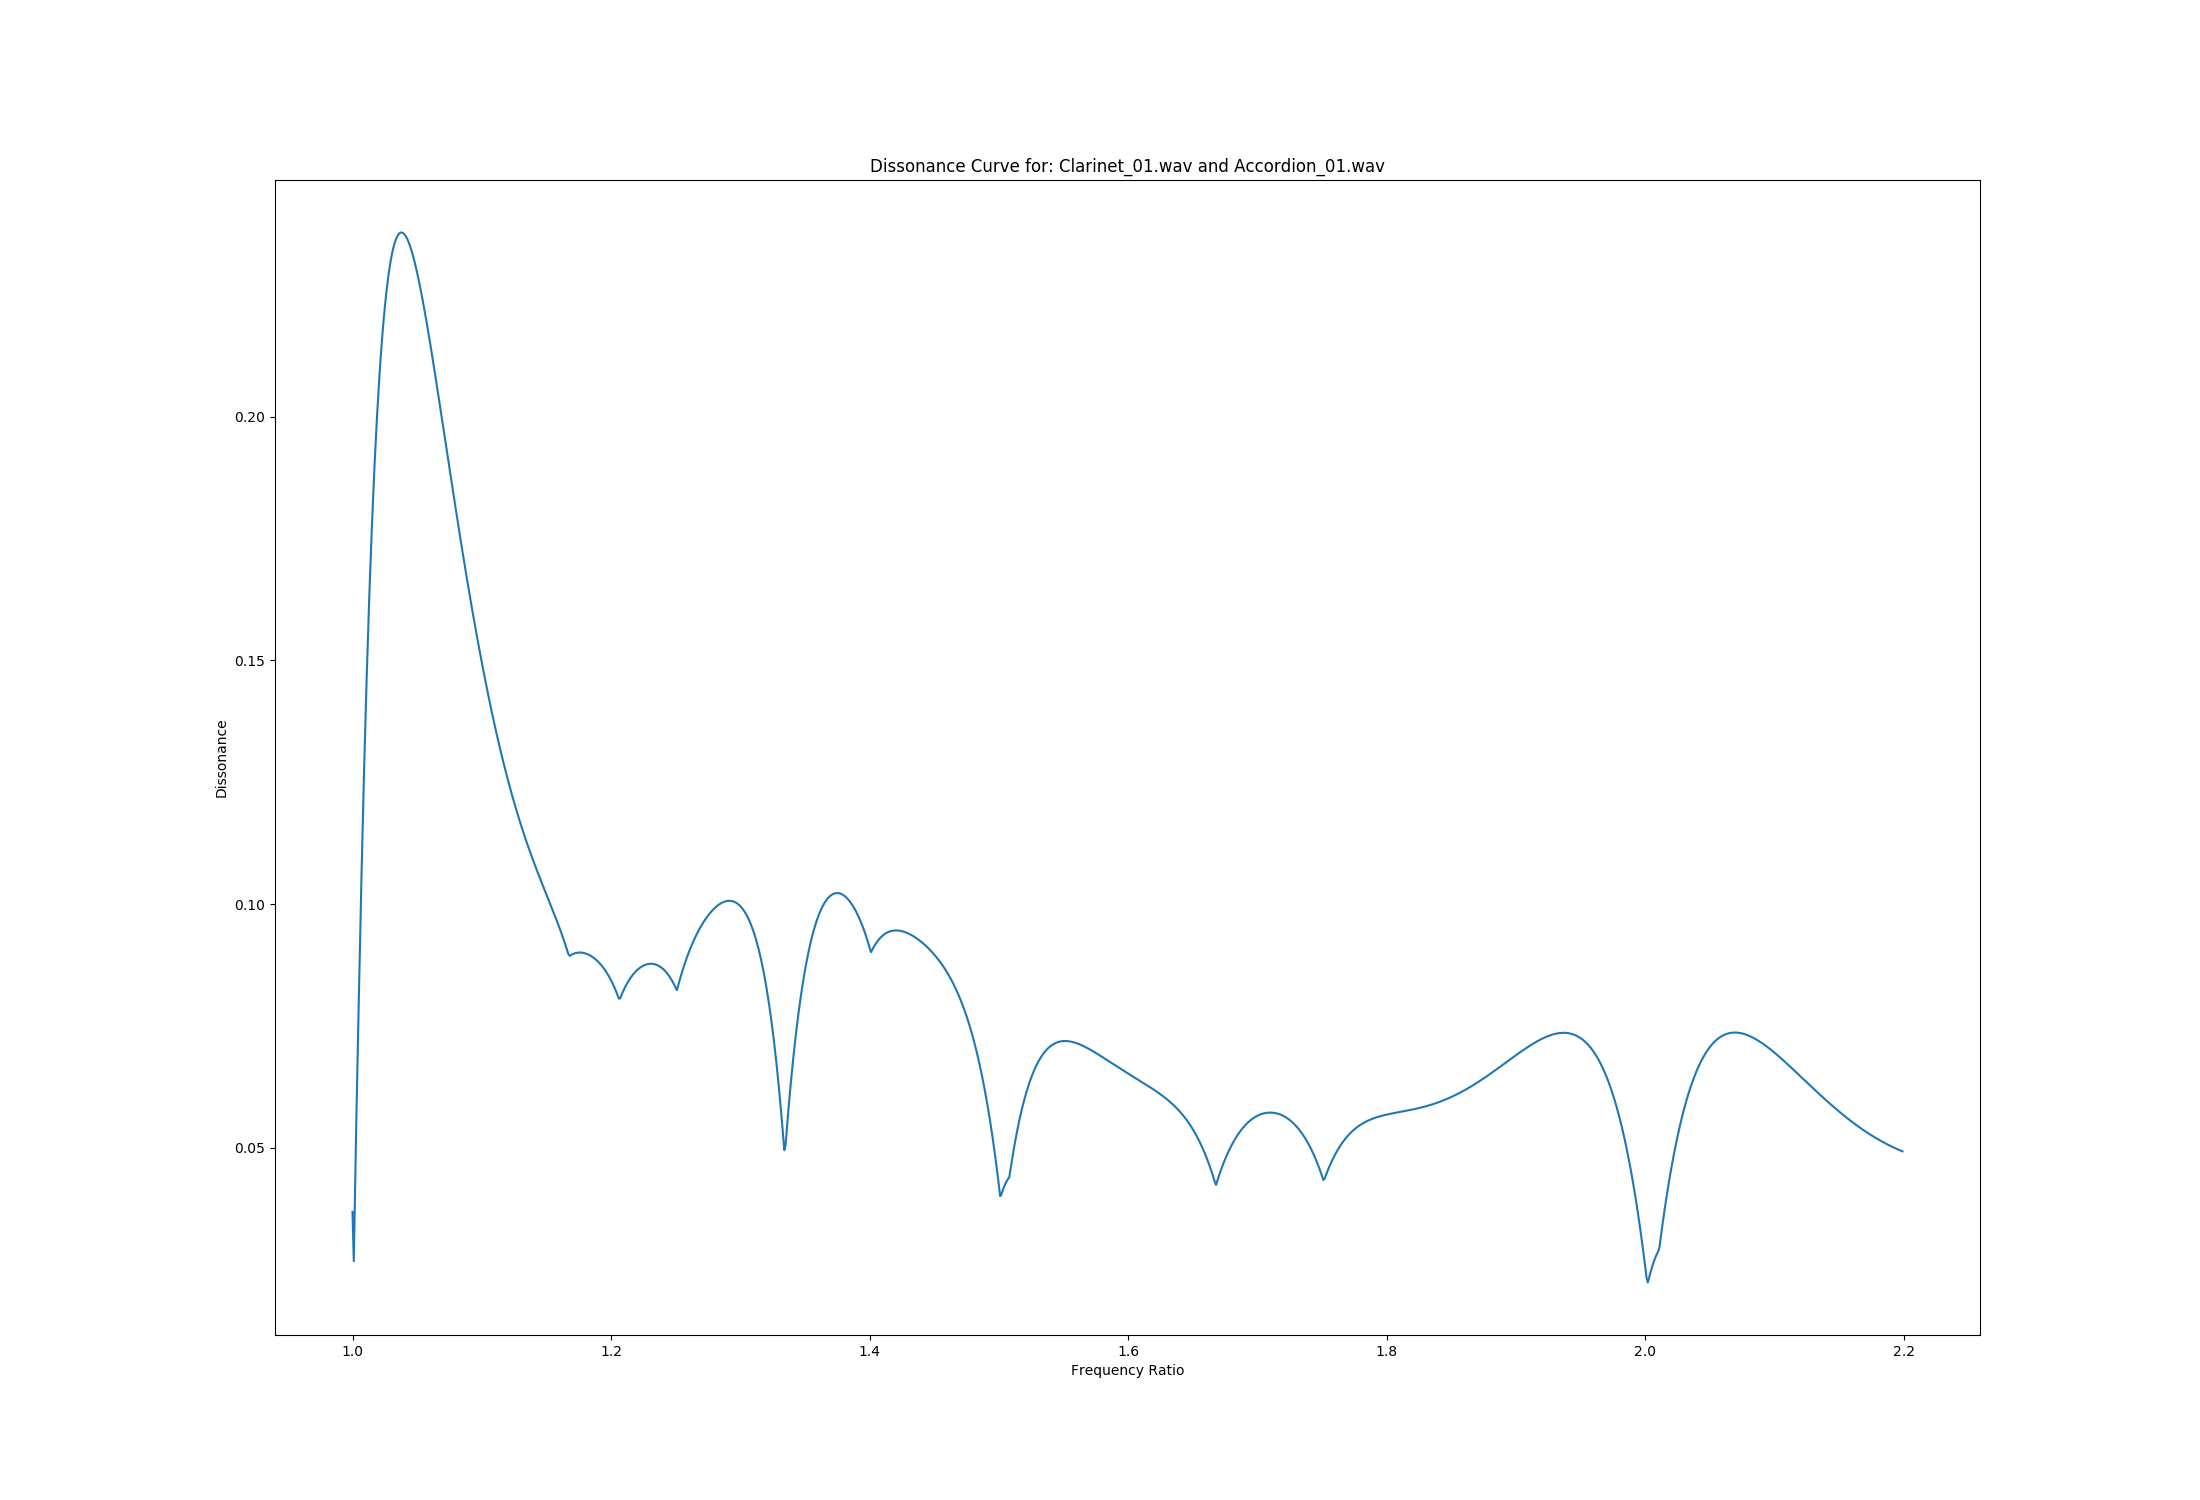 Dissonance Curve for: Clarinet_01.wav and Accordion_01.wav
0.20
0.15
0.10
0.05
Dissonance
1.0 1.2 1.4 1.6 1.8 2.0 2.2
Frequency Ratio